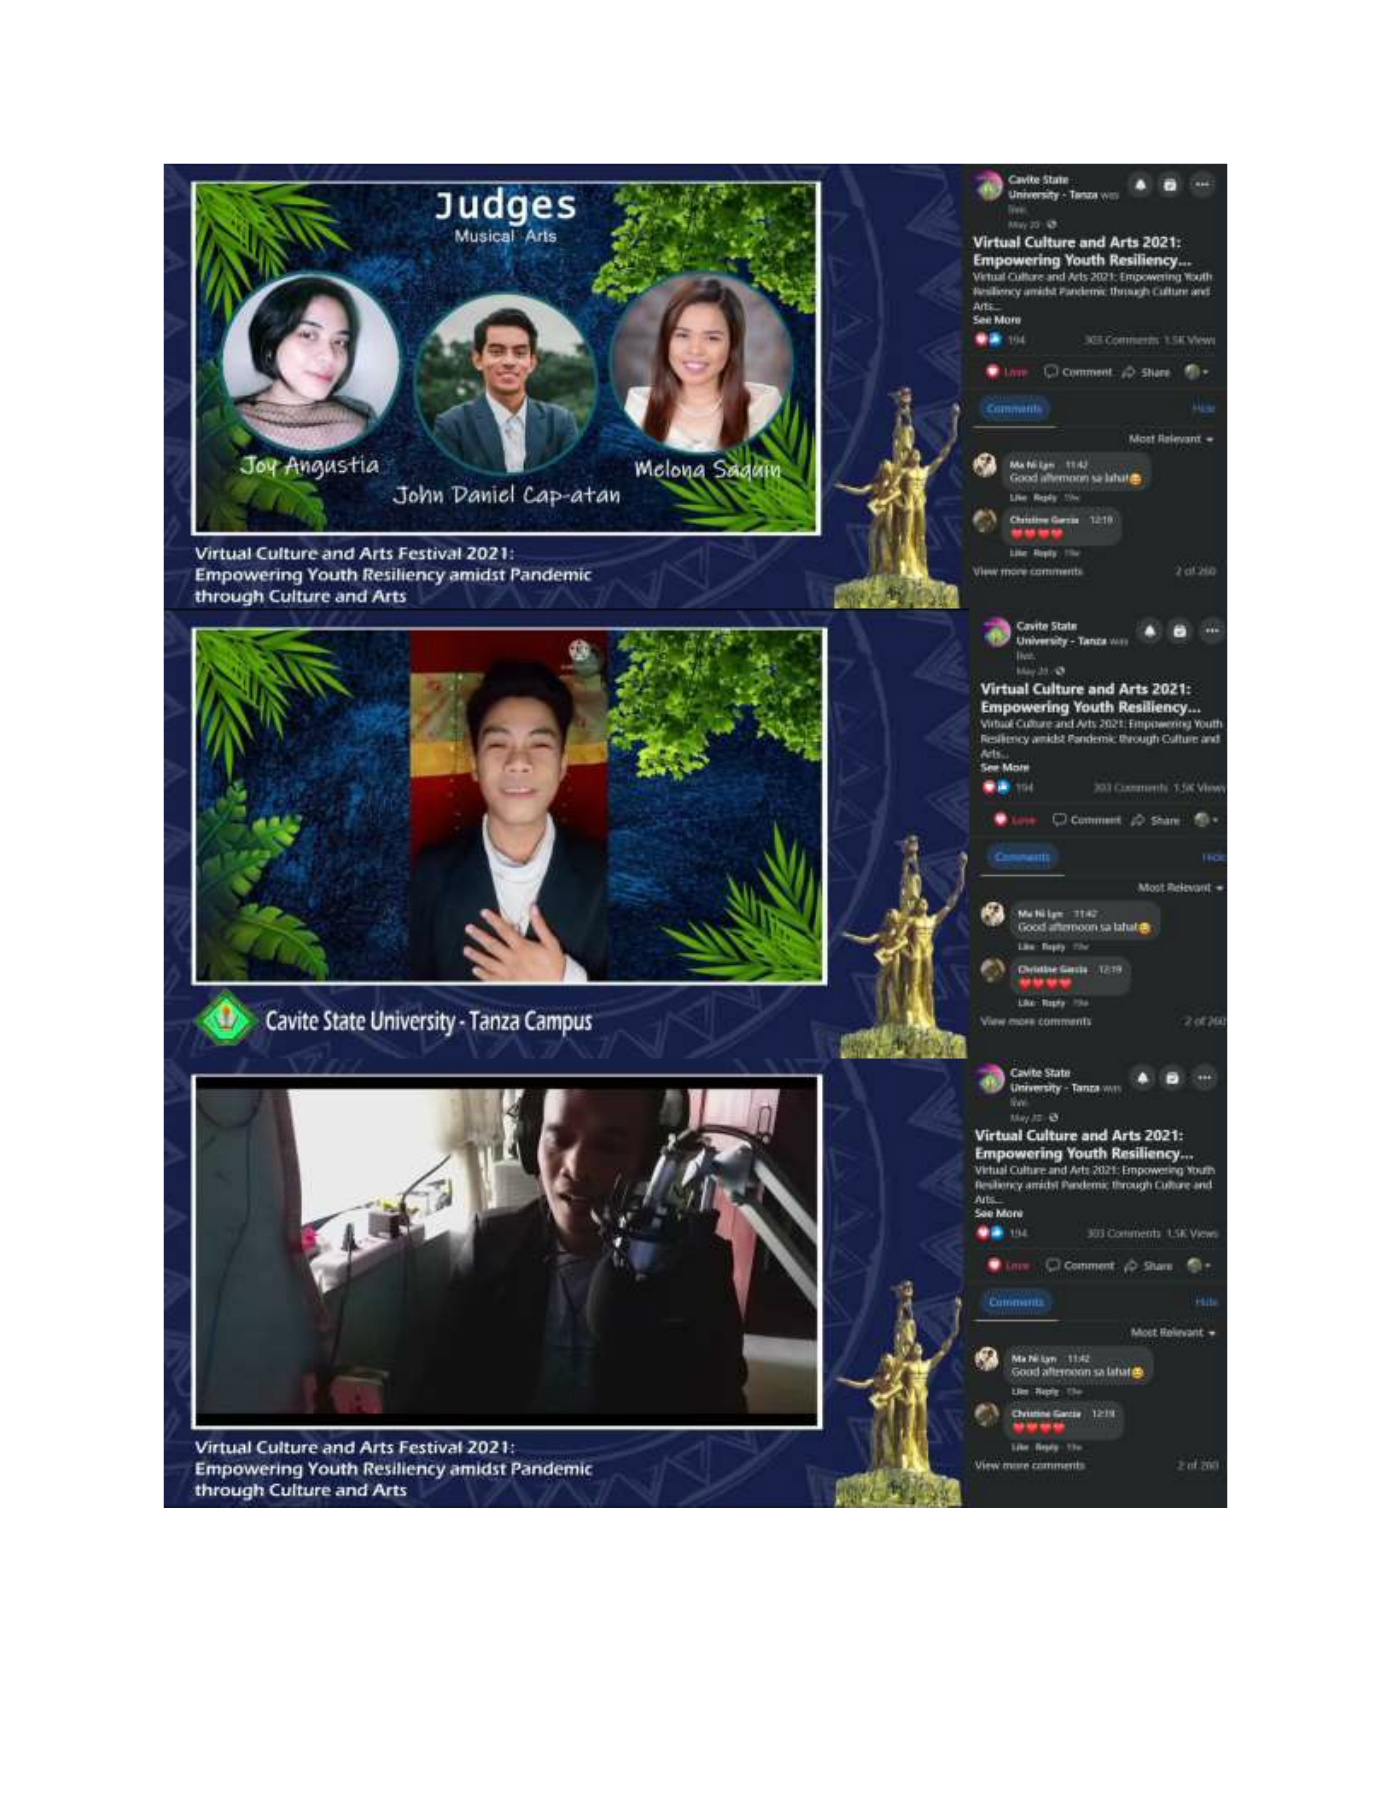 Judges
Musical Arts
Joy Angustia
John Daniel Cap-atan
Melona Saquin
Virtual Culture and Arts Festival 2021:
Empowering Youth Resiliency amidst Pandemic
through Culture and Arts
Cavite State
University - Tanza was
live.
May 20
Virtual Culture and Arts 2021:
Empowering Youth Resiliency...
Virtual Culture and Arts 2021: Empowering Youth
Resiliency amidst Pandemic through Culture and
Arts...
See More
194 303 Comments 1.5K Views
Love Comment Share
Comments Hide
Most Relevant
Ma Ni Lyn 11:42
Good afternoon sa lahat😊
Like Reply 19w
Christine Garcia 12:19
❤️❤️❤️❤️
Like Reply 19w
View more comments 2 of 260
Cavite State University - Tanza Campus
Cavite State
University - Tanza was
live.
May 20
Virtual Culture and Arts 2021:
Empowering Youth Resiliency...
Virtual Culture and Arts 2021: Empowering Youth
Resiliency amidst Pandemic through Culture and
Arts...
See More
194 303 Comments 1.5K Views
Love Comment Share
Comments Hide
Most Relevant
Ma Ni Lyn 11:42
Good afternoon sa lahat😊
Like Reply 19w
Christine Garcia 12:19
❤️❤️❤️❤️
Like Reply 19w
View more comments 2 of 260
Virtual Culture and Arts Festival 2021:
Empowering Youth Resiliency amidst Pandemic
through Culture and Arts
Cavite State
University - Tanza was
live.
May 20
Virtual Culture and Arts 2021:
Empowering Youth Resiliency...
Virtual Culture and Arts 2021: Empowering Youth
Resiliency amidst Pandemic through Culture and
Arts...
See More
194 303 Comments 1.5K Views
Love Comment Share
Comments Hide
Most Relevant
Ma Ni Lyn 11:42
Good afternoon sa lahat😊
Like Reply 19w
Christine Garcia 12:19
❤️❤️❤️❤️
Like Reply 19w
View more comments 2 of 260